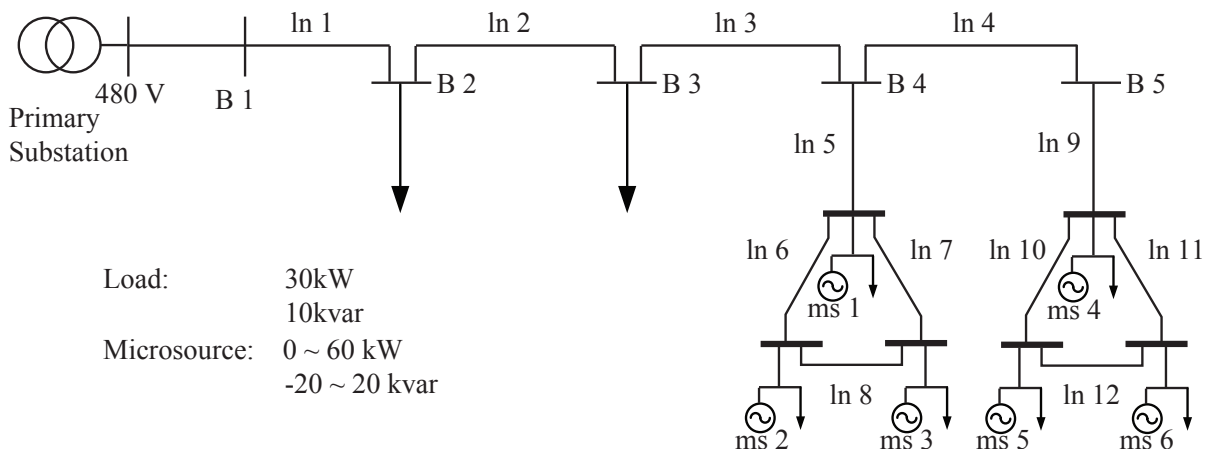 ln 1
ln 2
ln 3
ln 4
480 V
B 1
B 2
B 3
B 4
B 5
Primary
Substation
ln 5
ln 9
ln 6
ln 7
ln 10
ln 11
ms 1
ms 4
Load: 30kW
10kvar
Microsource: 0 ~ 60 kW
-20 ~ 20 kvar
ln 8
ln 12
ms 2
ms 3
ms 5
ms 6